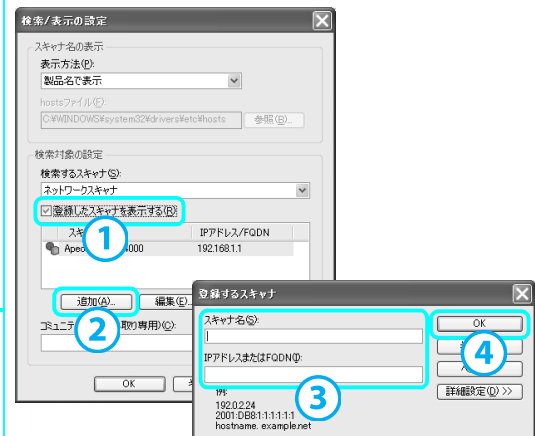 検索/表示の設定
スキャナ名の表示
表示方法(P):
製品名で表示
hostsファイル(F):
C:¥WINDOWS¥system32¥drivers¥etc¥hosts
参照(B)...
検索対象の設定
検索するスキャナ(S):
ネットワークスキャナ
登録したスキャナを表示する(R)
IPアドレス/FQDN
1
192.168.1.1
追加(A)...
編集(E)...
2
OK
登録するスキャナ
スキャナ名(S):
IPアドレスまたはFQDN(I):
3
例:
192.0.2.24
2001:DB8:1:1:1:1:1:1
hostname. example.net
OK
4
詳細設定(D) >>